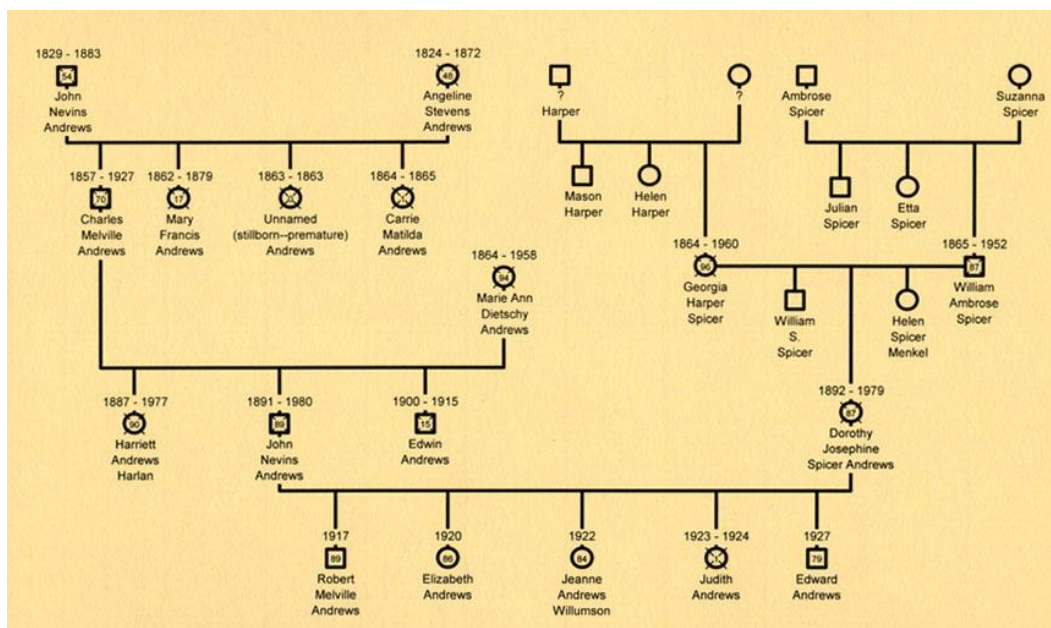 1829 - 1883
54
John
Nevins
Andrews
1824 - 1872
48
Angeline
Stevens
Andrews
?
Harper
?
Ambrose
Spicer
Suzanna
Spicer
1857 - 1927
70
Charles
Melville
Andrews
1862 - 1879
17
Mary
Francis
Andrews
1863 - 1863
Unnamed
(stillborn--premature)
Andrews
1864 - 1865
Carrie
Matilda
Andrews
Mason
Harper
Helen
Harper
Julian
Spicer
Etta
Spicer
1864 - 1958
94
Marie Ann
Dietschy
Andrews
1864 - 1960
96
Georgia
Harper
Spicer
1865 - 1952
87
William
Ambrose
Spicer
William
S.
Spicer
Helen
Spicer
Menkel
1887 - 1977
90
Harriett
Andrews
Harlan
1891 - 1980
89
John
Nevins
Andrews
1900 - 1915
15
Edwin
Andrews
1892 - 1979
87
Dorothy
Josephine
Spicer Andrews
1917
89
Robert
Melville
Andrews
1920
86
Elizabeth
Andrews
1922
84
Jeanne
Andrews
Willumson
1923 - 1924
1
Judith
Andrews
1927
79
Edward
Andrews